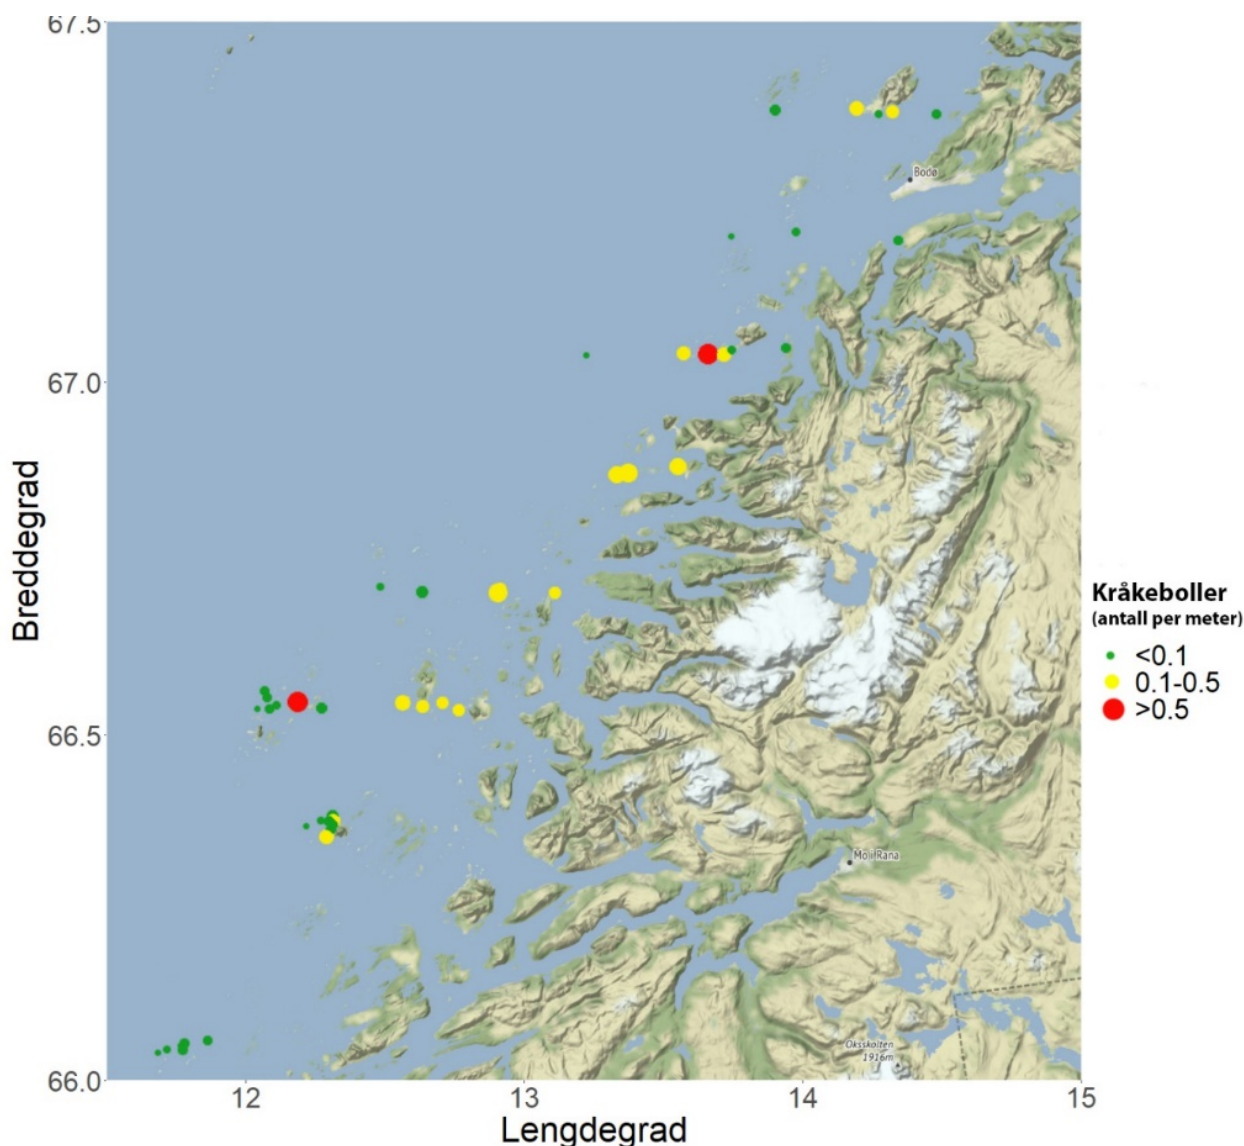 67.5
67.0
66.5
66.0
Breddegrad
12
13
14
15
Lengdegrad
Bodø
Mo i Rana
Oksskolten
1916m
Kråkeboller
(antall per meter)
<0.1
0.1-0.5
>0.5